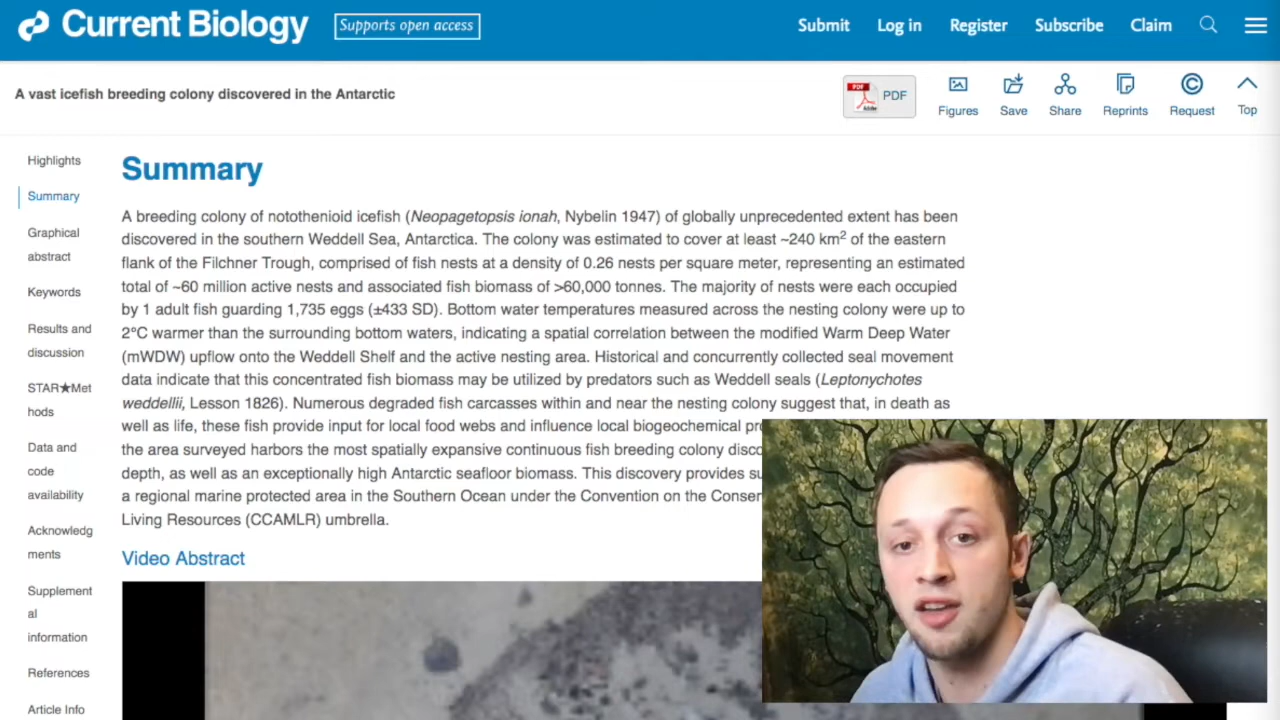 Current Biology
Supports open access
Submit
Log in
Register
Subscribe
Claim
A vast icefish breeding colony discovered in the Antarctic
PDF
PDF
Adobe
Figures
Save
Share
Reprints
Request
Top
Highlights
Summary
Graphical
abstract
Keywords
Results and
discussion
STAR★Met
hods
Data and
code
availability
Acknowledg
ments
Supplement
al
information
References
Article Info
Summary
A breeding colony of notothenioid icefish (Neopagetopsis ionah, Nybelin 1947) of globally unprecedented extent has been
discovered in the southern Weddell Sea, Antarctica. The colony was estimated to cover at least ~240 km² of the eastern
flank of the Filchner Trough, comprised of fish nests at a density of 0.26 nests per square meter, representing an estimated
total of ~60 million active nests and associated fish biomass of >60,000 tonnes. The majority of nests were each occupied
by 1 adult fish guarding 1,735 eggs (±433 SD). Bottom water temperatures measured across the nesting colony were up to
2°C warmer than the surrounding bottom waters, indicating a spatial correlation between the modified Warm Deep Water
(mWDW) upflow onto the Weddell Shelf and the active nesting area. Historical and concurrently collected seal movement
data indicate that this concentrated fish biomass may be utilized by predators such as Weddell seals (Leptonychotes
weddellii, Lesson 1826). Numerous degraded fish carcasses within and near the nesting colony suggest that, in death as
well as life, these fish provide input for local food webs and influence local biogeochemical
the area surveyed harbors the most spatially expansive continuous fish breeding colony
depth, as well as an exceptionally high Antarctic seafloor biomass. This discovery provides
a regional marine protected area in the Southern Ocean under the Convention on the
Living Resources (CCAMLR) umbrella.
Video Abstract